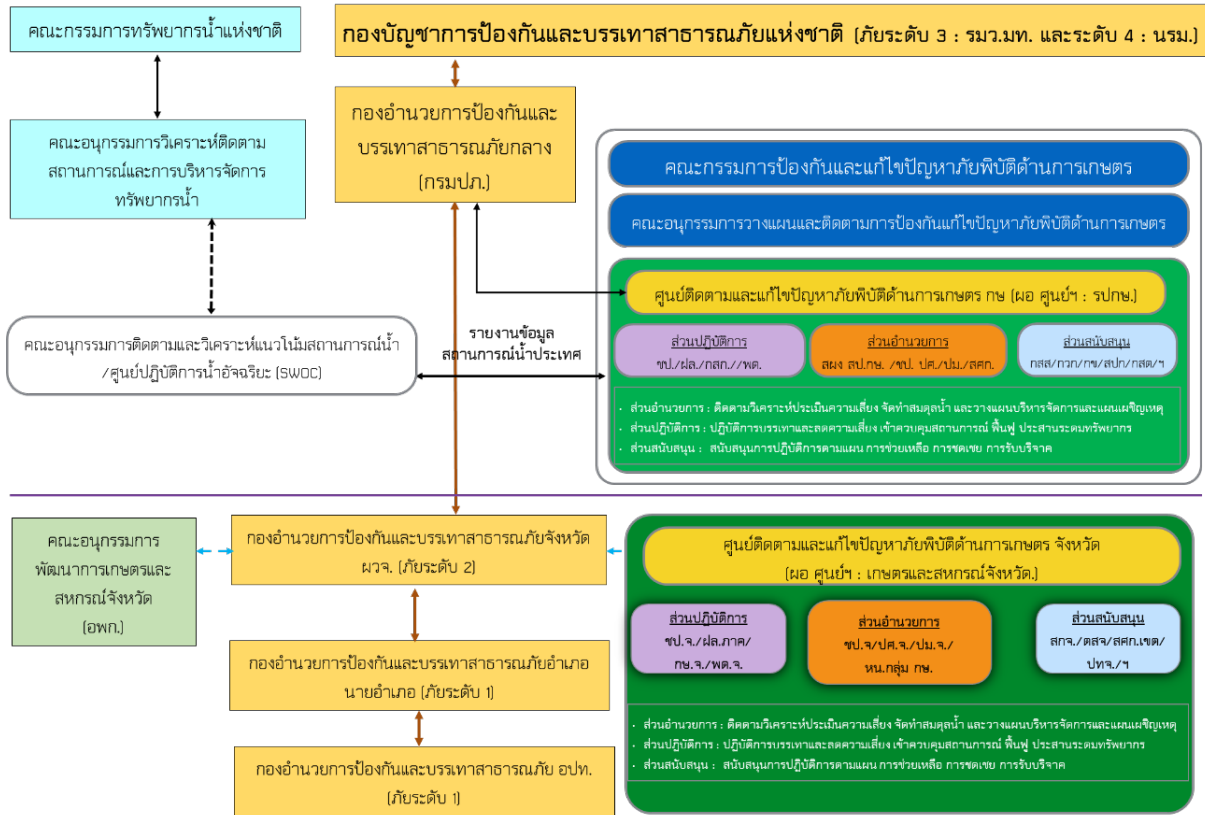 คณะกรรมการทรัพยากรน้ำแห่งชาติ
กองบัญชาการป้องกันและบรรเทาสาธารณภัยแห่งชาติ (ภัยระดับ 3 : รมว.มท. และระดับ 4 : นรม.)
คณะอนุกรรมการวิเคราะห์ติดตาม
สถานการณ์และการบริหารจัดการ
ทรัพยากรน้ำ
กองอำนวยการป้องกันและ
บรรเทาสาธารณภัยกลาง
(กรมปภ.)
คณะกรรมการป้องกันและแก้ไขปัญหาภัยพิบัติด้านการเกษตร
คณะอนุกรรมการวางแผนและติดตามการป้องกันแก้ไขปัญหาภัยพิบัติด้านการเกษตร
ศูนย์ติดตามและแก้ไขปัญหาภัยพิบัติด้านการเกษตร กษ (ผอ ศูนย์ฯ : รปกษ.)
คณะอนุกรรมการติดตามและวิเคราะห์แนวโน้มสถานการณ์น้ำ
/ศูนย์ปฏิบัติการน้ำอัจฉริยะ (SWOC)
รายงานข้อมูล
สถานการณ์น้ำประเทศ
ส่วนปฏิบัติการ
ชป./ฝล./กสก.//พด.
ส่วนอำนวยการ
สผง สป.กษ. /ชป. ปศ./ปม./สศก.
ส่วนสนับสนุน
กสส/กวก/กข/สปก/กสต/ฯ
· ส่วนอำนวยการ : ติดตามวิเคราะห์ประเมินความเสี่ยง จัดทำสมดุลน้ำ และวางแผนบริหารจัดการและแผนเผชิญเหตุ
· ส่วนปฏิบัติการ : ปฏิบัติการบรรเทาและลดความเสี่ยง เข้าควบคุมสถานการณ์ ฟื้นฟู ประสานระดมทรัพยากร
· ส่วนสนับสนุน : สนับสนุนการปฏิบัติการตามแผน การช่วยเหลือ การชดเชย การรับบริจาค
คณะอนุกรรมการ
พัฒนาการเกษตรและ
สหกรณ์จังหวัด
(อพก.)
กองอำนวยการป้องกันและบรรเทาสาธารณภัยจังหวัด
ผวจ. (ภัยระดับ 2)
กองอำนวยการป้องกันและบรรเทาสาธารณภัยอำเภอ
นายอำเภอ (ภัยระดับ 1)
กองอำนวยการป้องกันและบรรเทาสาธารณภัย อปท.
(ภัยระดับ 1)
ศูนย์ติดตามและแก้ไขปัญหาภัยพิบัติด้านการเกษตร จังหวัด
(ผอ ศูนย์ฯ : เกษตรและสหกรณ์จังหวัด.)
ส่วนปฏิบัติการ
ชป.จ./ฝล.ภาค/
กษ.จ./พด.จ.
ส่วนอำนวยการ
ชป.จ/ปศ.จ/ปม.จ./
หน.กลุ่ม กษ.
ส่วนสนับสนุน
สกจ./ตสจ/สศก.เขต/
ปทจ./ฯ
· ส่วนอำนวยการ : ติดตามวิเคราะห์ประเมินความเสี่ยง จัดทำสมดุลน้ำ และวางแผนบริหารจัดการและแผนเผชิญเหตุ
· ส่วนปฏิบัติการ : ปฏิบัติการบรรเทาและลดความเสี่ยง เข้าควบคุมสถานการณ์ ฟื้นฟู ประสานระดมทรัพยากร
· ส่วนสนับสนุน : สนับสนุนการปฏิบัติการตามแผน การช่วยเหลือ การชดเชย การรับบริจาค